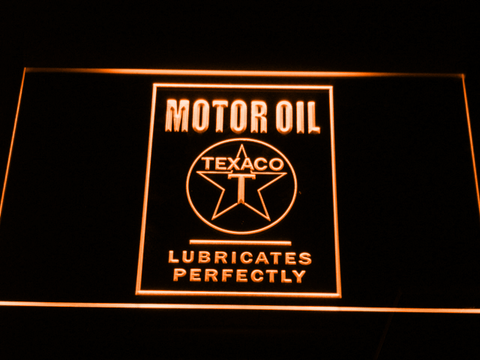 MOTOR OIL
TEXACO
T
LUBRICATES
PERFECTLY